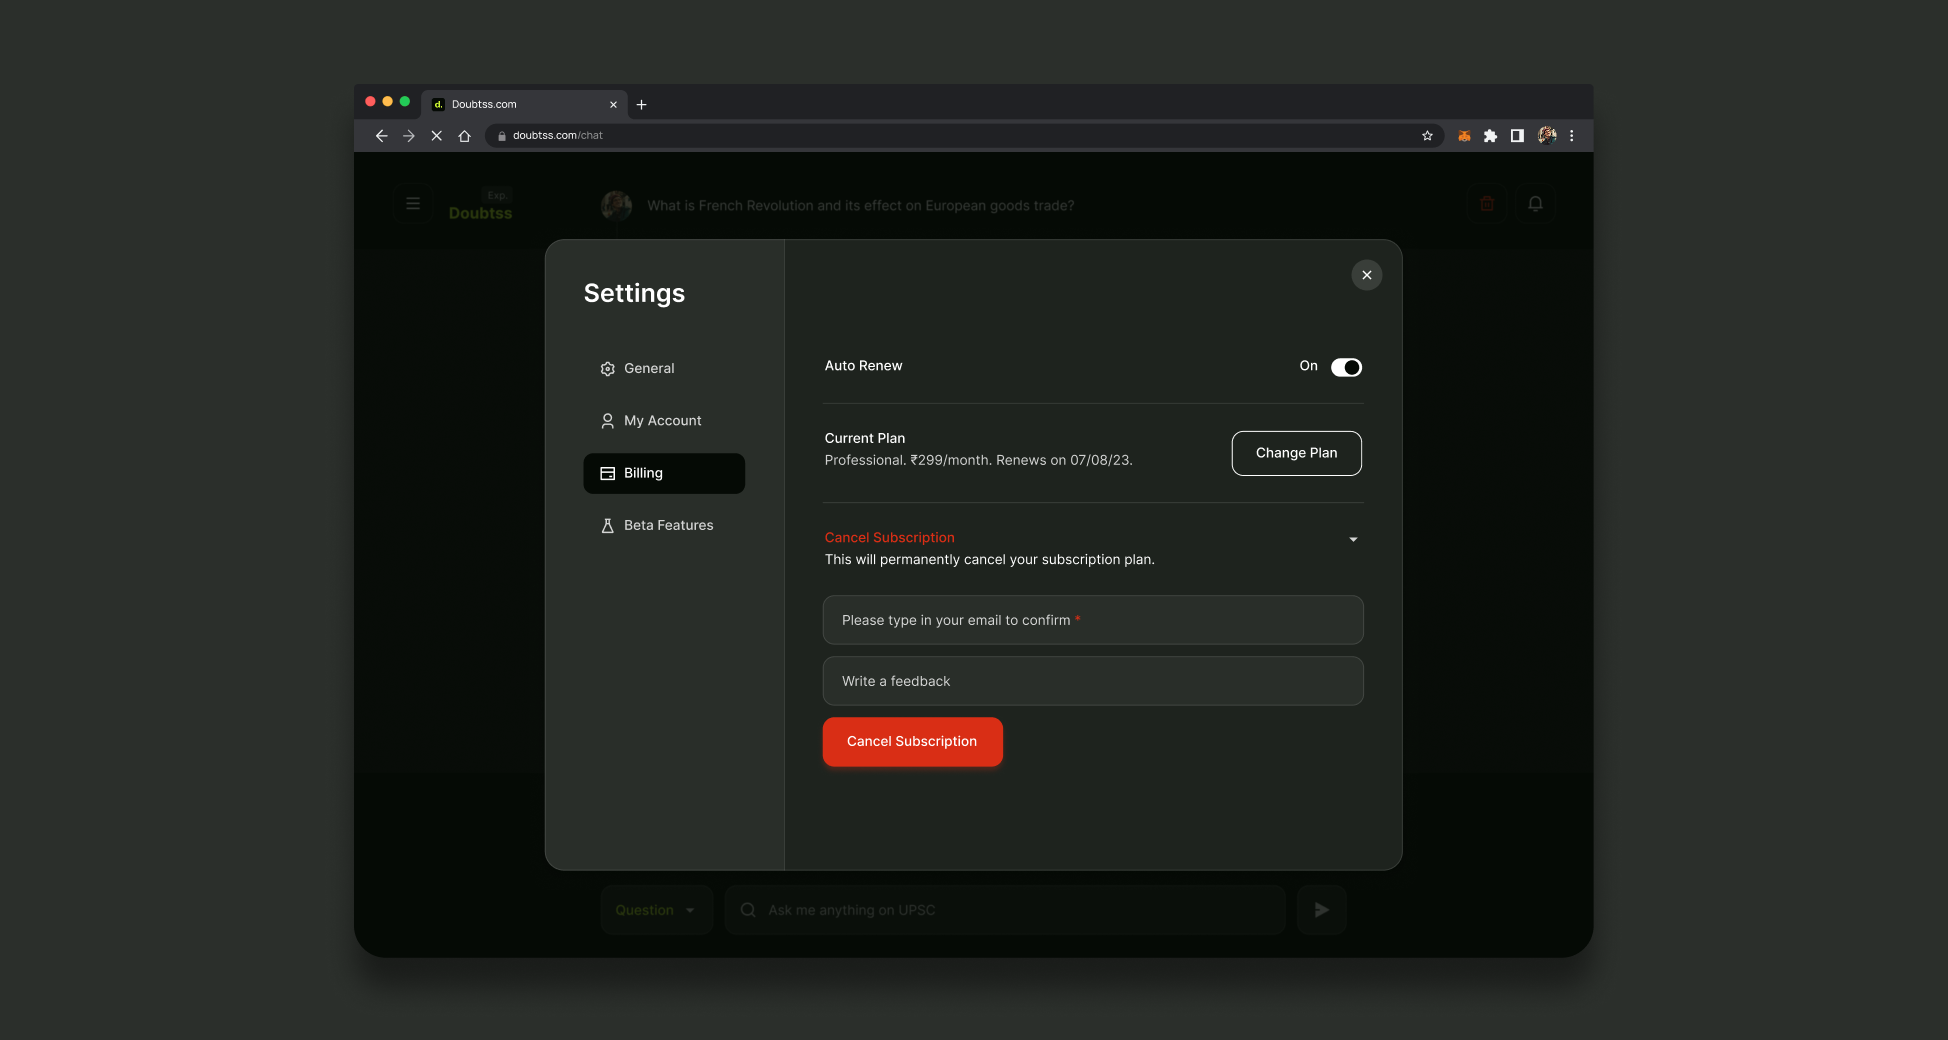 d. Doubtss.com
doubtss.com/chat
Exp.
Doubtss
What is French Revolution and its effect on European goods trade?
Settings
General
My Account
Billing
Beta Features
Auto Renew
On
Current Plan
Professional. ₹299/month. Renews on 07/08/23.
Change Plan
Cancel Subscription
This will permanently cancel your subscription plan.
Please type in your email to confirm *
Write a feedback
Cancel Subscription
Question
Ask me anything on UPSC